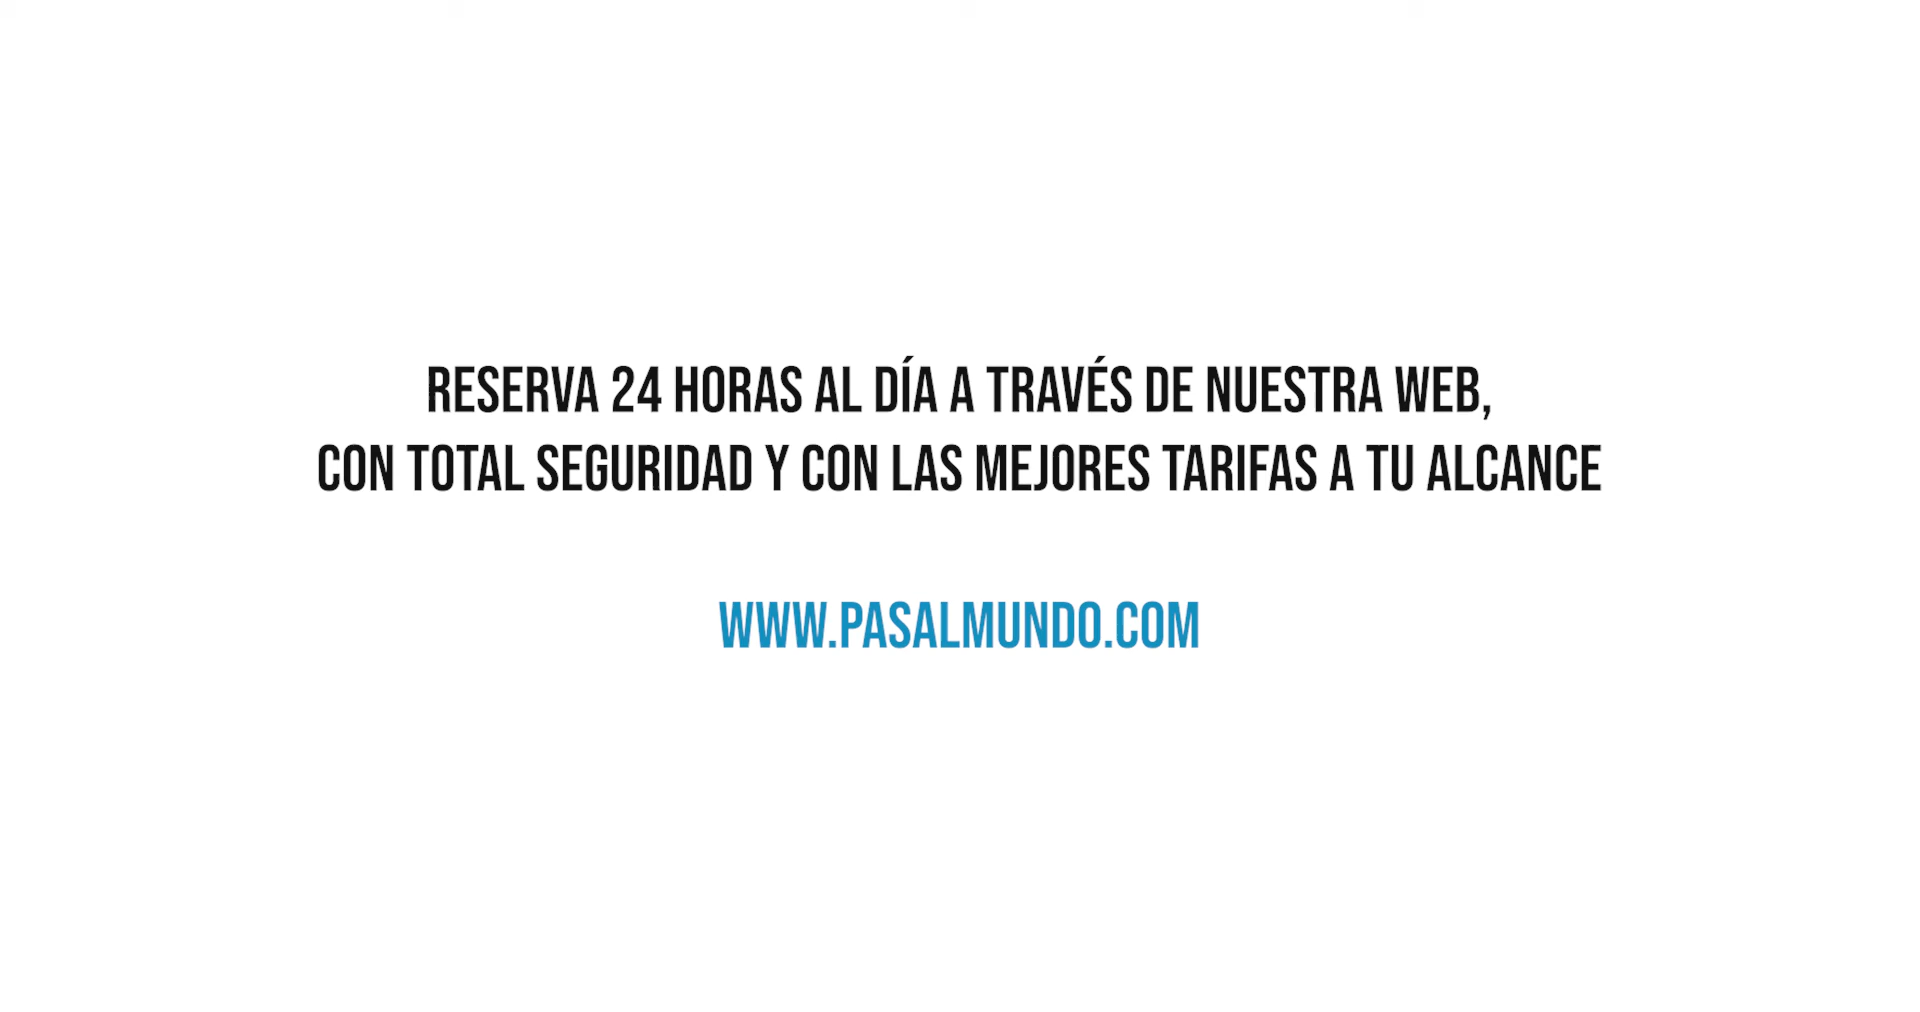 RESERVA 24 HORAS AL DÍA A TRAVÉS DE NUESTRA WEB,
CON TOTAL SEGURIDAD Y CON LAS MEJORES TARIFAS A TU ALCANCE
WWW.PASALMUNDO.COM